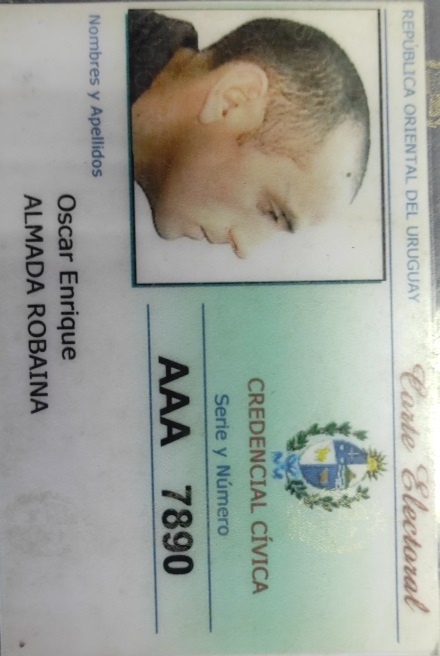 REPÚBLICA ORIENTAL DEL URUGUAY
Corte Electoral
CREDENCIAL CÍVICA
Serie y Número
AAA 7890
Nombres y Apellidos
Oscar Enrique
ALMADA ROBAINA